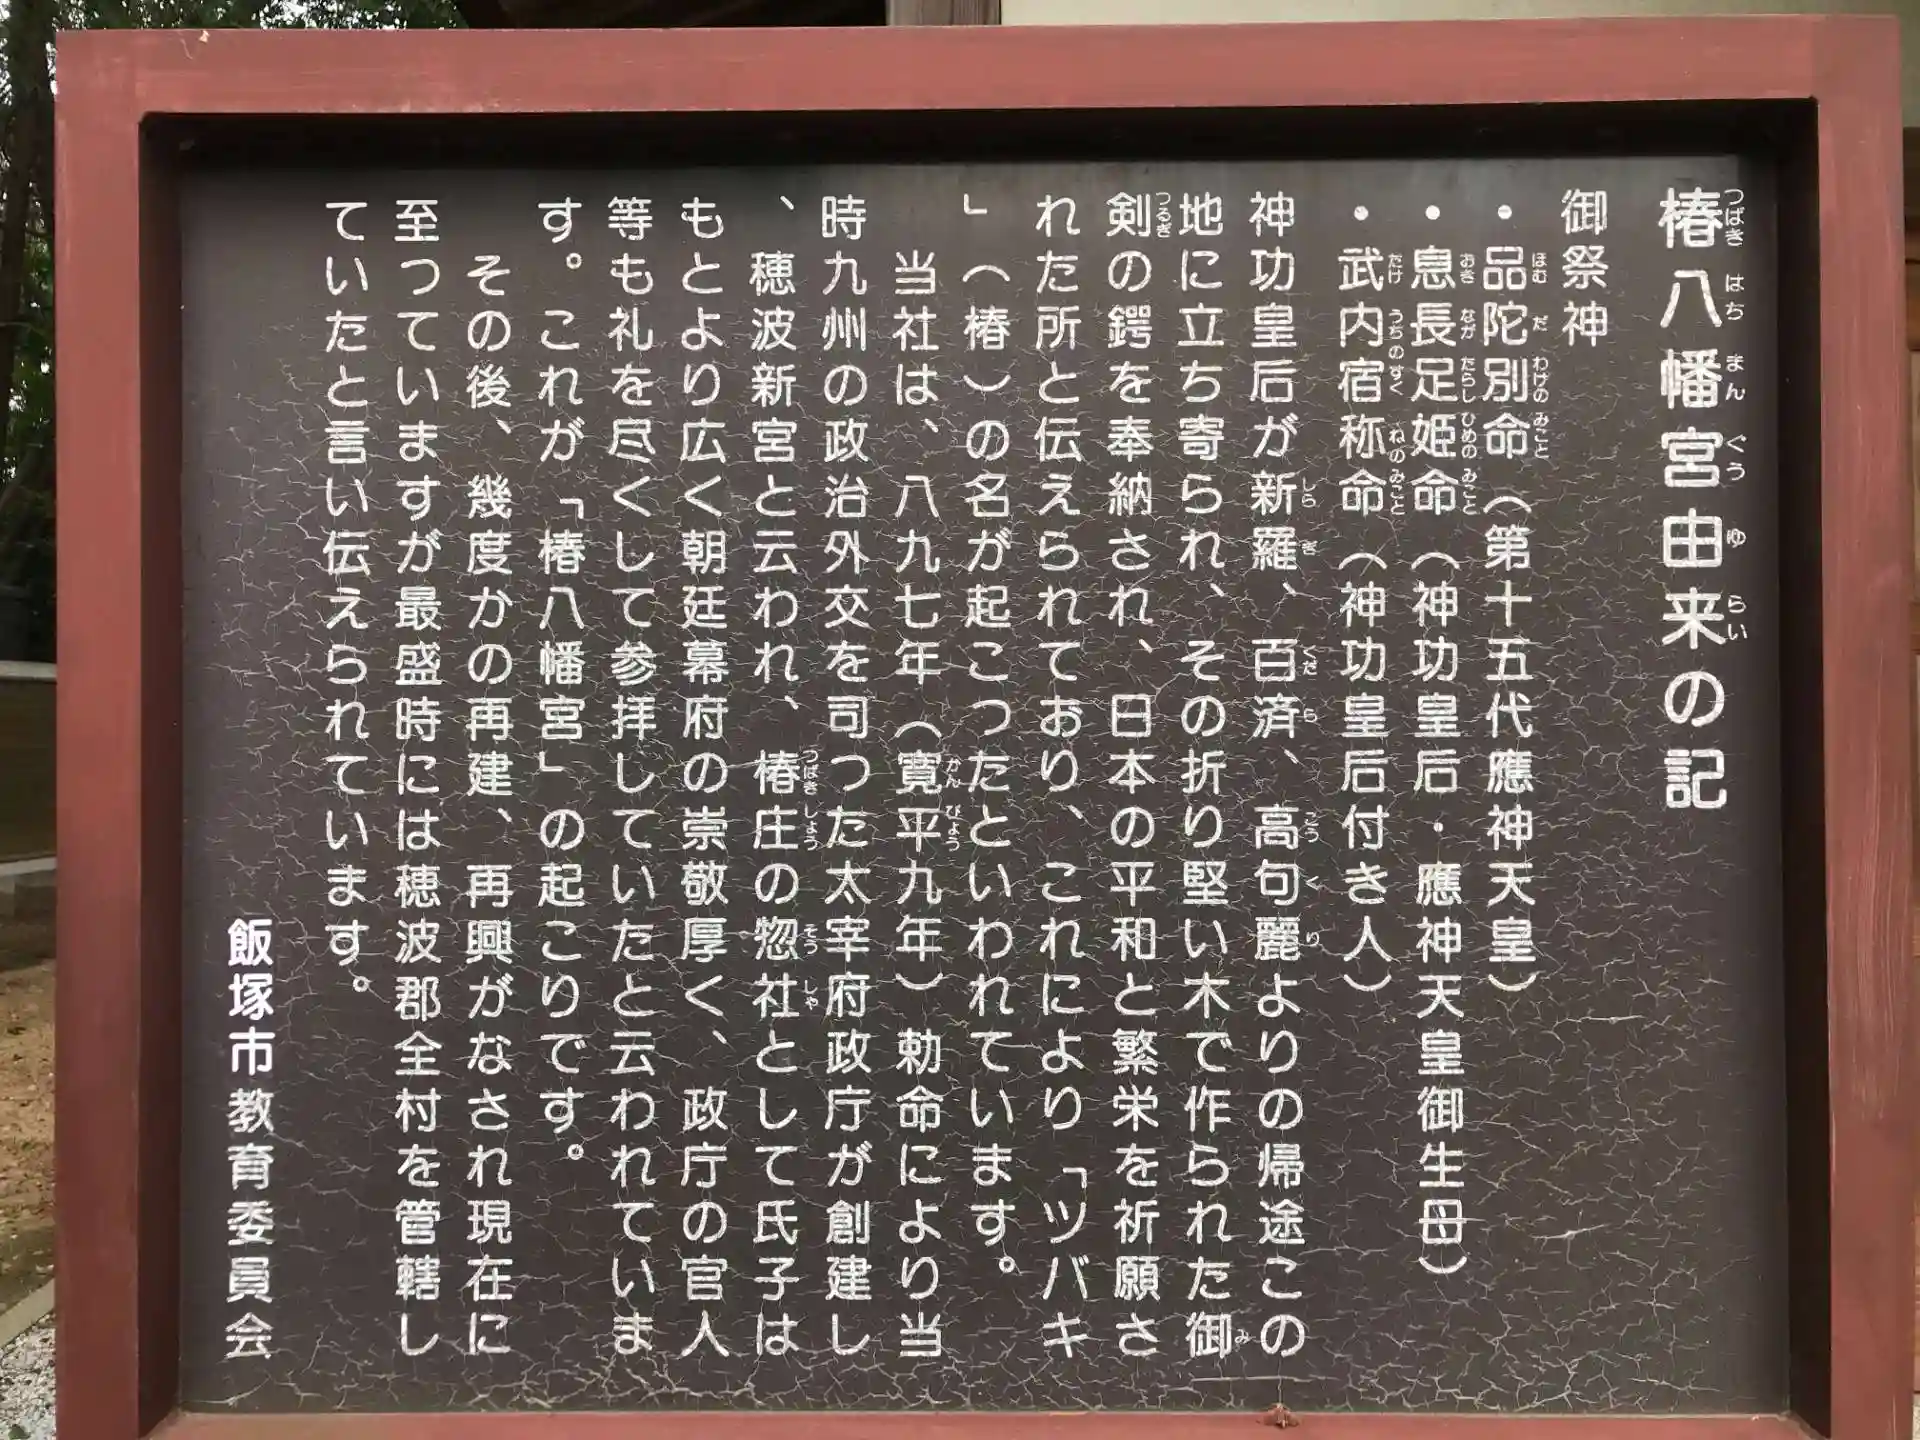 椿八幡宮由来の記
御祭神
・品陀別命（第十五代應神天皇）
・息長足姫命（神功皇后・應神天皇御生母）
・武内宿称命（神功皇后付き人）
神功皇后が新羅、百済、高句麗よりの帰途この
地に立ち寄られ、その折り堅い木で作られた御
剣の鍔を奉納され、日本の平和と繁栄を祈願さ
れた所と伝えられており、これにより「ツバキ
」（椿）の名が起こったといわれています。
当社は、八九七年（寛平九年）勅命により当
時九州の政治外交を司った太宰府政庁が創建し
、穂波新宮と云われ、椿庄の惣社として氏子は
もとより広く朝廷幕府の崇敬厚く、政庁の官人
等も礼を尽くして参拝していたと云われていま
す。これが「椿八幡宮」の起こりです。
その後、幾度かの再建、再興がなされ現在に
至っていますが最盛時には穂波郡全村を管轄し
ていたと言い伝えられています。
飯塚市教育委員会